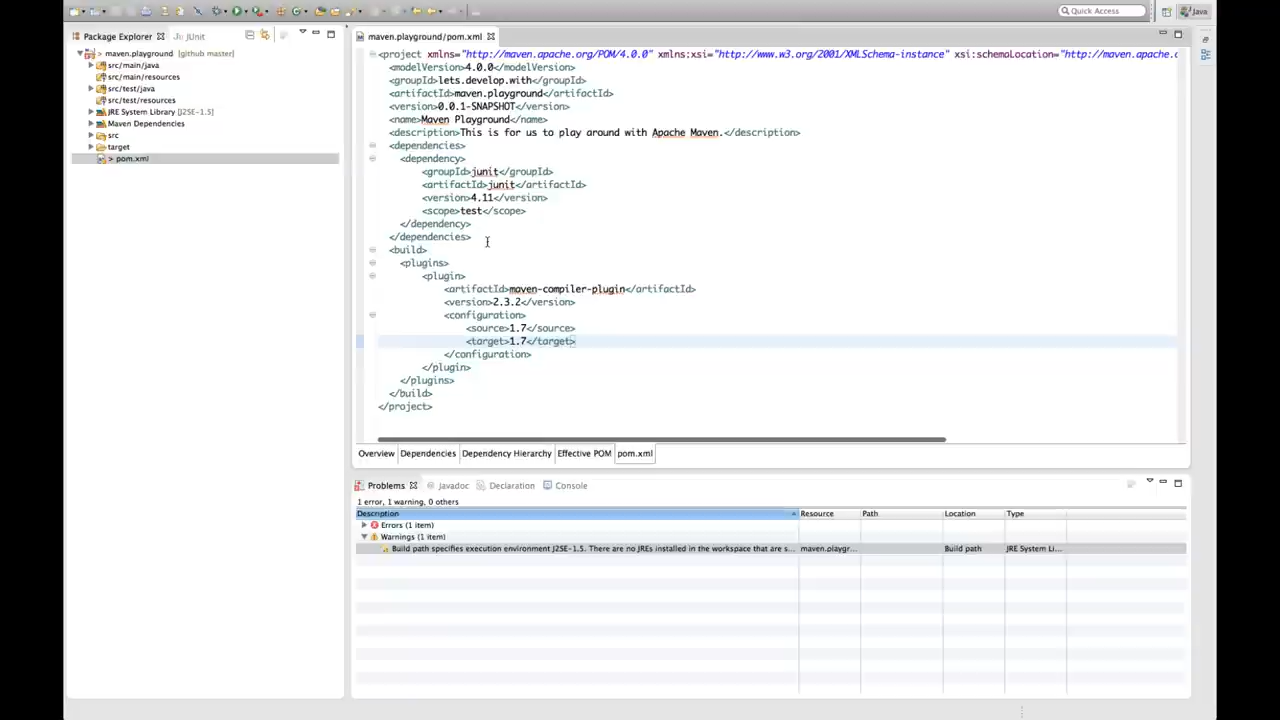 Quick Access
Java
Package Explorer
JUnit
maven.playground/pom.xml
> maven.playground [github master]
src/main/java
src/main/resources
src/test/java
src/test/resources
JRE System Library [J2SE-1.5]
Maven Dependencies
src
target
> pom.xml
<project xmlns="http://maven.apache.org/POM/4.0.0" xmlns:xsi="http://www.w3.org/2001/XMLSchema-instance" xsi:schemaLocation="http://maven.apache.c
<modelVersion>4.0.0</modelVersion>
<groupId>lets.develop.with</groupId>
<artifactId>maven.playground</artifactId>
<version>0.0.1-SNAPSHOT</version>
<name>Maven Playground</name>
<description>This is for us to play around with Apache Maven.</description>
<dependencies>
<dependency>
<groupId>junit</groupId>
<artifactId>junit</artifactId>
<version>4.11</version>
<scope>test</scope>
</dependency>
</dependencies>
<build>
<plugins>
<plugin>
<artifactId>maven-compiler-plugin</artifactId>
<version>2.3.2</version>
<configuration>
<source>1.7</source>
<target>1.7</target>
</configuration>
</plugin>
</plugins>
</build>
</project>
Overview
Dependencies
Dependency Hierarchy
Effective POM
pom.xml
Problems
Javadoc
Declaration
Console
1 error, 1 warning, 0 others
Description Resource Path Location Type
Errors (1 item)
Warnings (1 item)
Build path specifies execution environment J2SE-1.5. There are no JREs installed in the workspace that are s... maven.playgr... Build path JRE System Li...